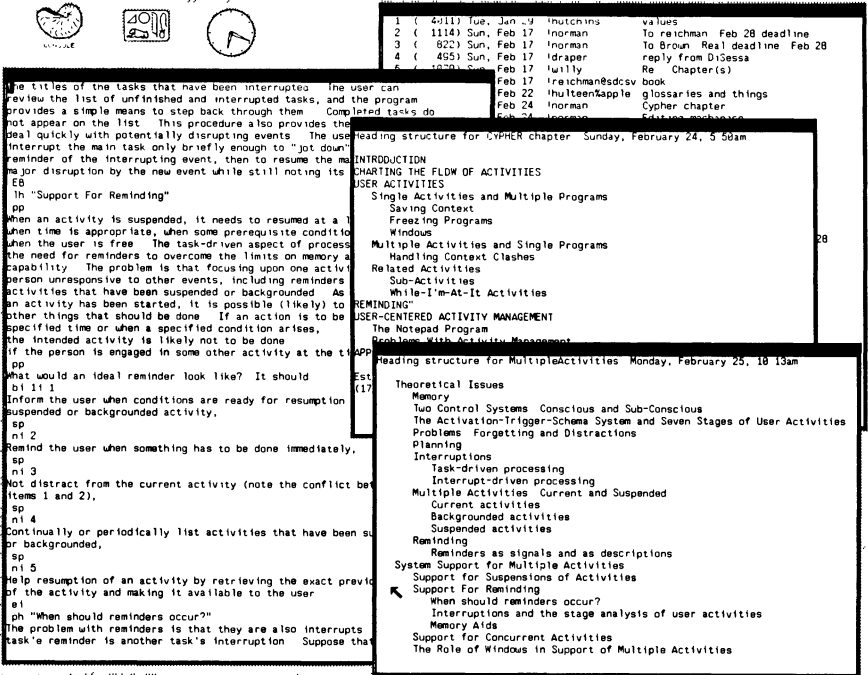 CONSOLE
1 ( 4011) Tue, Jan 29 !hutchins values
2 ( 1114) Sun, Feb 17 !norman To reichman Feb 28 deadline
3 ( 822) Sun, Feb 17 !norman To Brown Real deadline Feb 28
4 ( 495) Sun, Feb 17 !draper reply from DiSessa
Feb 17 !willy Re Chapter(s)
Feb 17 !reichman@sdcsv book
Feb 22 !hulteen%apple glossaries and things
Feb 24 !norman Cypher chapter
Feb 24 !norman Editing mechanics
28
The titles of the tasks that have been interrupted The user can
review the list of unfinished and interrupted tasks, and the program
provides a simple means to step back through them Completed tasks do
not appear on the list This procedure also provides the
deal quickly with potentially disrupting events The use
interrupt the main task only briefly enough to "jot down"
reminder of the interrupting event, then to resume the ma
major disruption by the new event while still noting its
E8
lh "Support For Reminding"
pp
When an activity is suspended, it needs to resumed at a l
when time is appropriate, when some prerequisite conditio
when the user is free The task-driven aspect of process
the need for reminders to overcome the limits on memory a
capability The problem is that focusing upon one activi
person unresponsive to other events, including reminders
activities that have been suspended or backgrounded As
an activity has been started, it is possible (likely) to
other things that should be done If an action is to be
specified time or when a specified condition arises,
the intended activity is likely not to be done
if the person is engaged in some other activity at the ti
pp
What would an ideal reminder look like? It should
bi 1i 1
Inform the user when conditions are ready for resumption
suspended or backgrounded activity,
sp
ni 2
Remind the user when something has to be done immediately,
sp
ni 3
Not distract from the current activity (note the conflict be
items 1 and 2),
sp
ni 4
Continually or periodically list activities that have been su
or backgrounded,
sp
ni 5
Help resumption of an activity by retrieving the exact previo
of the activity and making it available to the user
ei
ph "When should reminders occur?"
The problem with reminders is that they are also interrupts
task'e reminder is another task's interruption Suppose that
Heading structure for CYPHER chapter Sunday, February 24, 5 50am
INTRODUCTION
CHARTING THE FLOW OF ACTIVITIES
USER ACTIVITIES
Single Activities and Multiple Programs
Saving Context
Freezing Programs
Windows
Multiple Activities and Single Programs
Handling Context Clashes
Related Activities
Sub-Activities
While-I'm-At-It Activities
REMINDING"
USER-CENTERED ACTIVITY MANAGEMENT
The Notepad Program
Problems With Activity Management
APP
Est
(17
Heading structure for MultipleActivities Monday, February 25, 10 13am
Theoretical Issues
Memory
Two Control Systems Conscious and Sub-Conscious
The Activation-Trigger-Schema System and Seven Stages of User Activities
Problems Forgetting and Distractions
Planning
Interruptions
Task-driven processing
Interrupt-driven processing
Multiple Activities Current and Suspended
Current activities
Backgrounded activities
Suspended activities
Reminding
Reminders as signals and as descriptions
System Support for Multiple Activities
Support for Suspensions of Activities
Support For Reminding
When should reminders occur?
Interruptions and the stage analysis of user activities
Memory Aids
Support for Concurrent Activities
The Role of Windows in Support of Multiple Activities